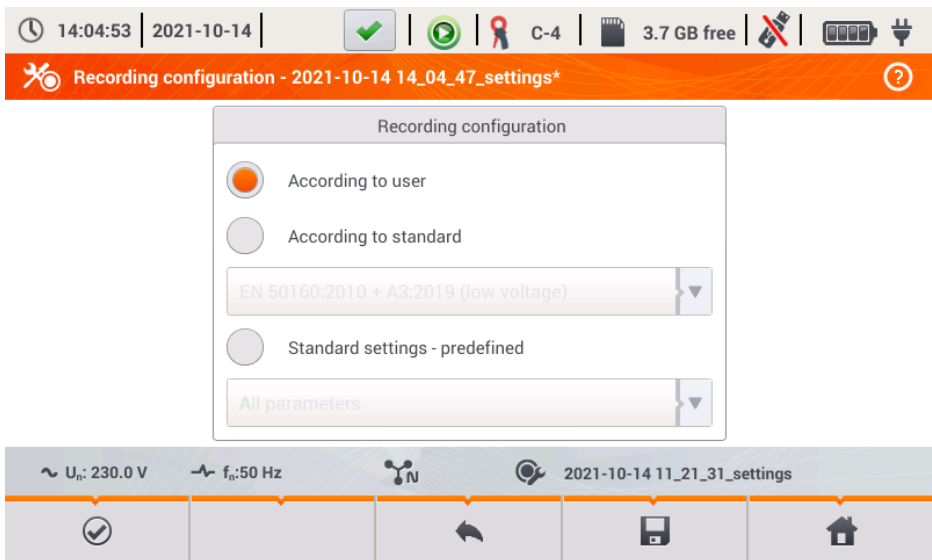 14:04:53 2021-10-14 C-4 3.7 GB free
Recording configuration - 2021-10-14 14_04_47_settings* ?
Recording configuration
According to user
According to standard
EN 50160:2010 + A3:2019 (low voltage)
Standard settings - predefined
All parameters
Un: 230.0 V fn:50 Hz N 2021-10-14 11_21_31_settings